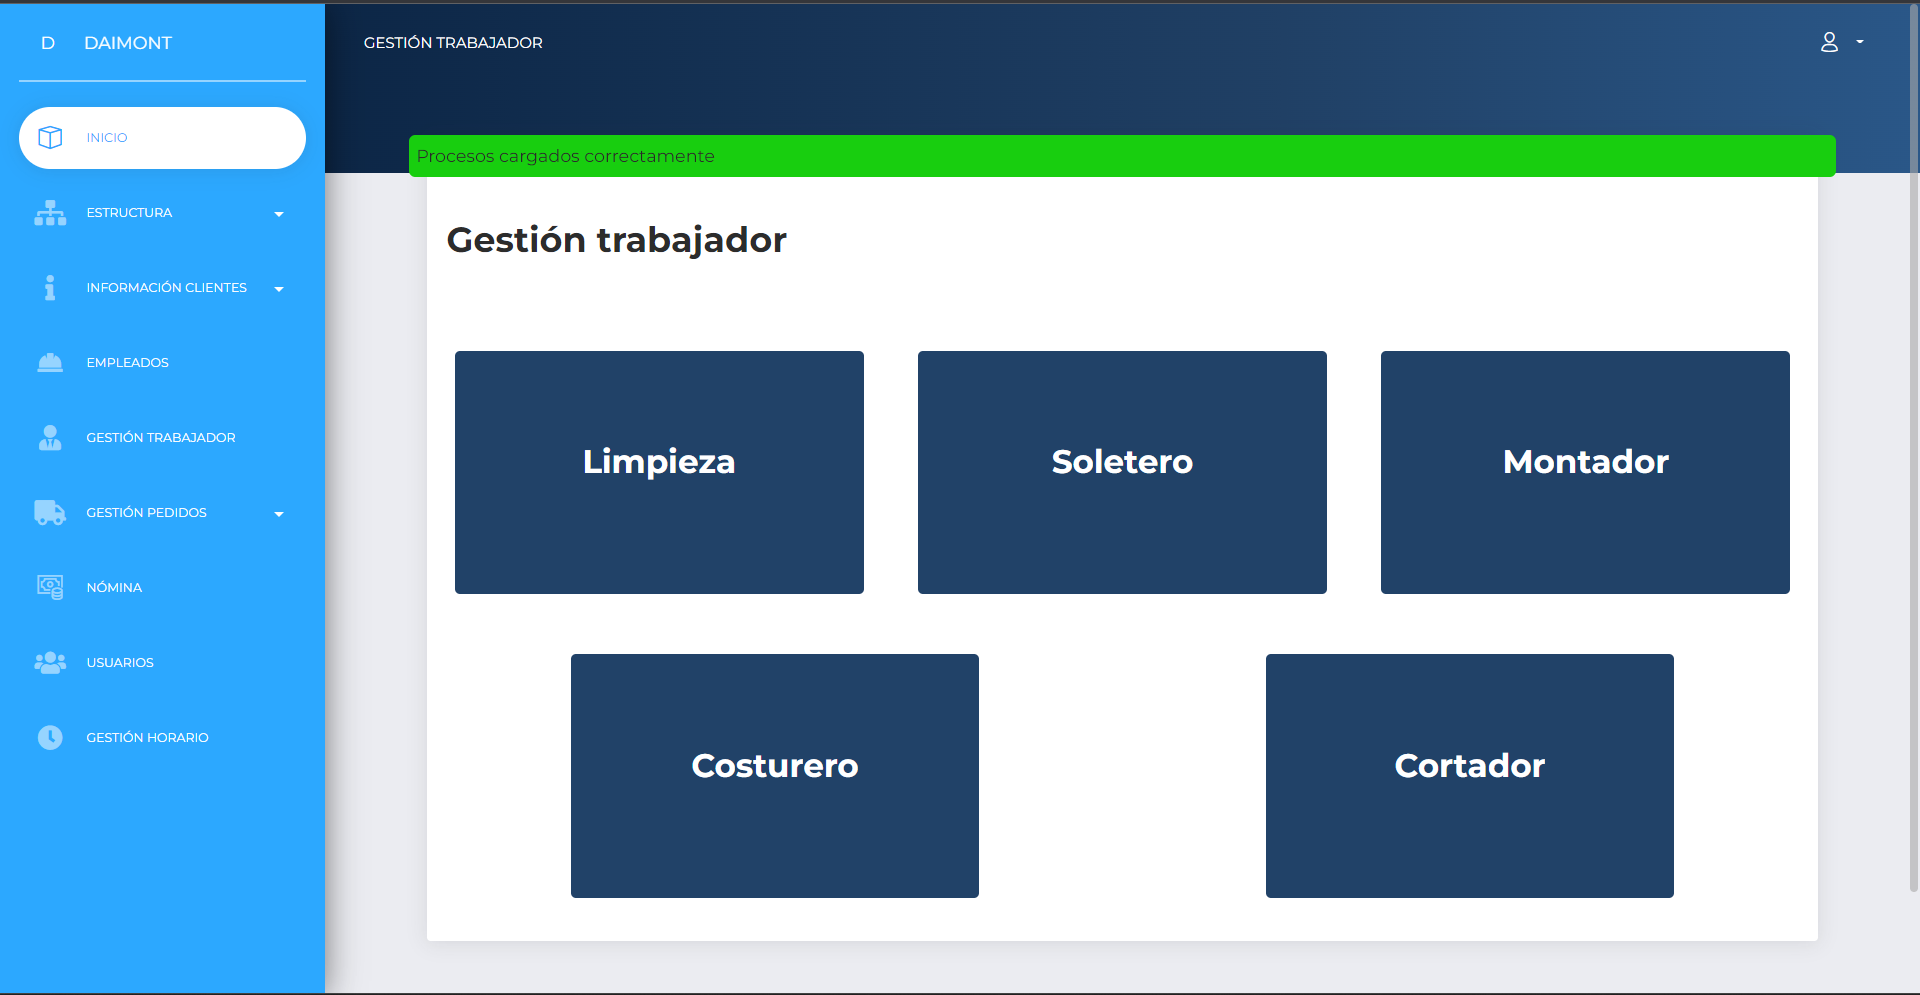 D DAIMONT
GESTIÓN TRABAJADOR
INICIO
ESTRUCTURA
INFORMACIÓN CLIENTES
EMPLEADOS
GESTIÓN TRABAJADOR
GESTIÓN PEDIDOS
NÓMINA
USUARIOS
GESTIÓN HORARIO
Procesos cargados correctamente
Gestión trabajador
Limpieza
Soletero
Montador
Costurero
Cortador